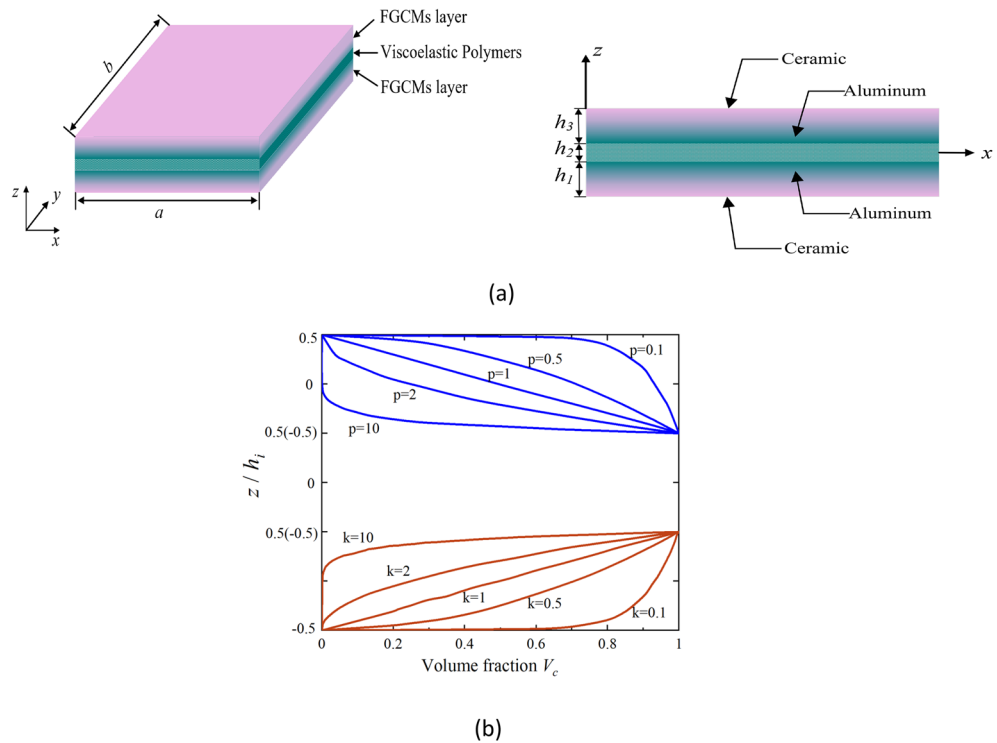 FGCMs layer
Viscoelastic Polymers
FGCMs layer
b
a
z
y
x
z
Ceramic
Aluminum
h3
h2
h1
x
Aluminum
Ceramic
(a)
0.5
p=0.1
p=0.5
p=1
0
p=2
p=10
0.5(-0.5)
z / hi
0
0.5(-0.5)
k=10
k=2
k=1
k=0.5
k=0.1
-0.5
0
0.2
0.4
0.6
0.8
1
Volume fraction Vc
(b)